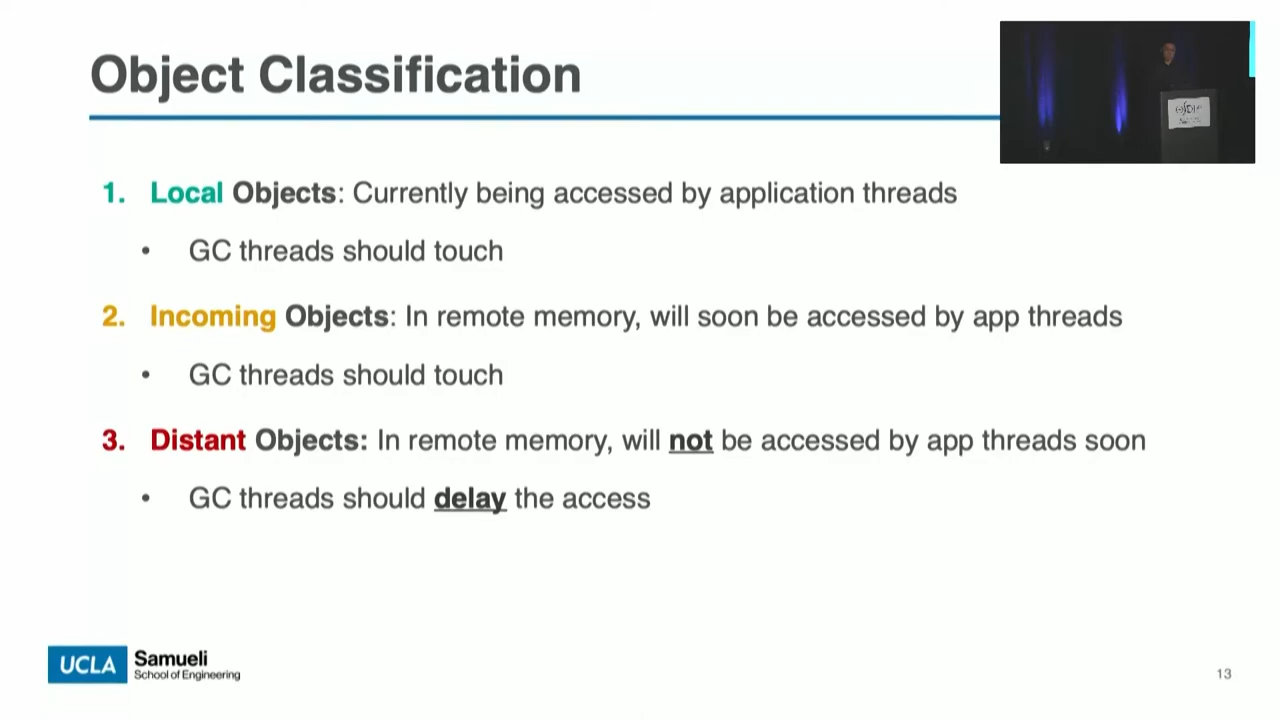 Object Classification
1. Local Objects: Currently being accessed by application threads
• GC threads should touch
2. Incoming Objects: In remote memory, will soon be accessed by app threads
• GC threads should touch
3. Distant Objects: In remote memory, will not be accessed by app threads soon
• GC threads should delay the access
UCLA Samueli
School of Engineering
13